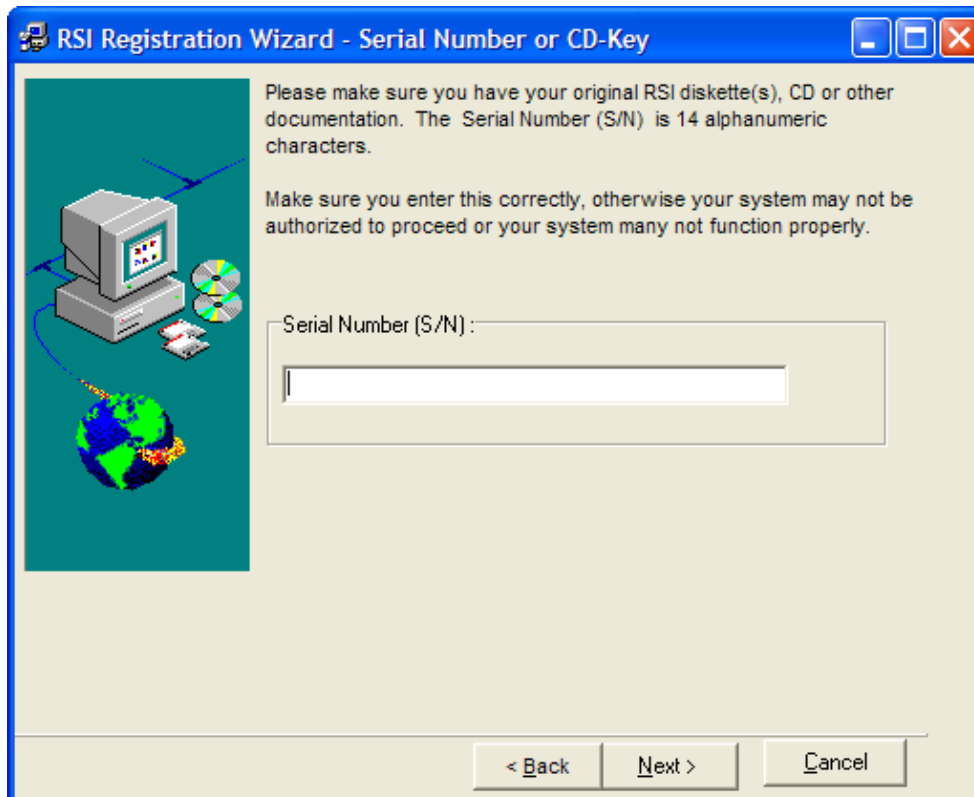 RSI Registration Wizard - Serial Number or CD-Key
Please make sure you have your original RSI diskette(s), CD or other
documentation. The Serial Number (S/N) is 14 alphanumeric
characters.
Make sure you enter this correctly, otherwise your system may not be
authorized to proceed or your system many not function properly.
Serial Number (S/N) :
< Back
Next >
Cancel